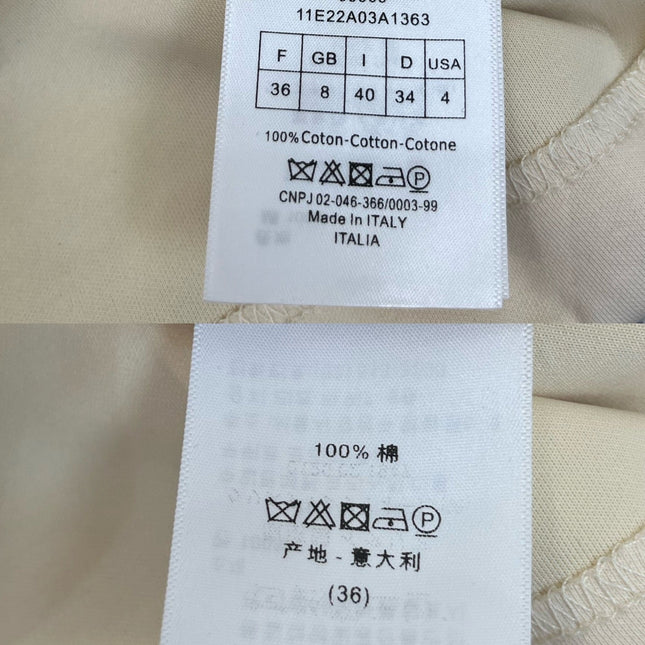 11E22A03A1363
F GB I D USA
36 8 40 34 4
100% Coton-Cotton-Cotone
P
CNPJ 02-046-366/0003-99
Made In ITALY
ITALIA
100% 棉
P
产地 - 意大利
(36)